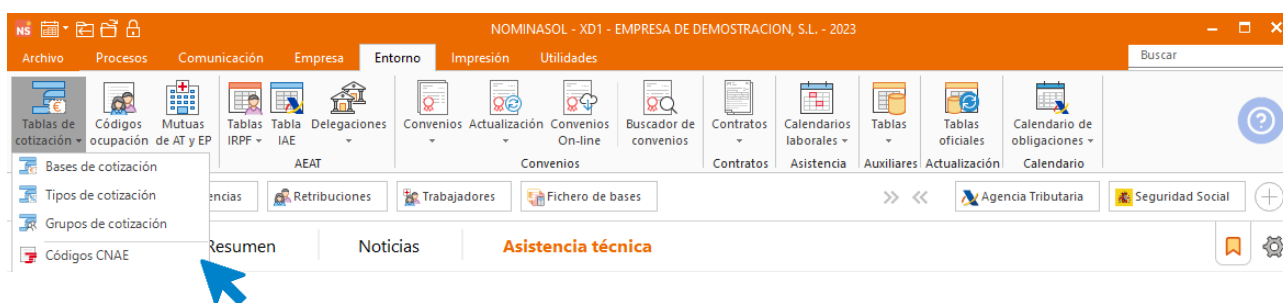 NS
NOMINASOL - XD1 - EMPRESA DE DEMOSTRACION, S.L. - 2023
Archivo Procesos Comunicación Empresa Entorno Impresión Utilidades Buscar
Tablas de cotización
Códigos ocupación
Mutuas de AT y EP
Tablas IRPF
Tabla IAE
Delegaciones
Convenios
Actualización
Convenios On-line
Buscador de convenios
Contratos
Calendarios laborales
Tablas
Tablas oficiales
Calendario de obligaciones
?
AEAT Convenios Contratos Asistencia Auxiliares Actualización Calendario
Bases de cotización
Tipos de cotización
Grupos de cotización
Códigos CNAE
encias Retribuciones Trabajadores Fichero de bases Agencia Tributaria Seguridad Social
Resumen Noticias Asistencia técnica